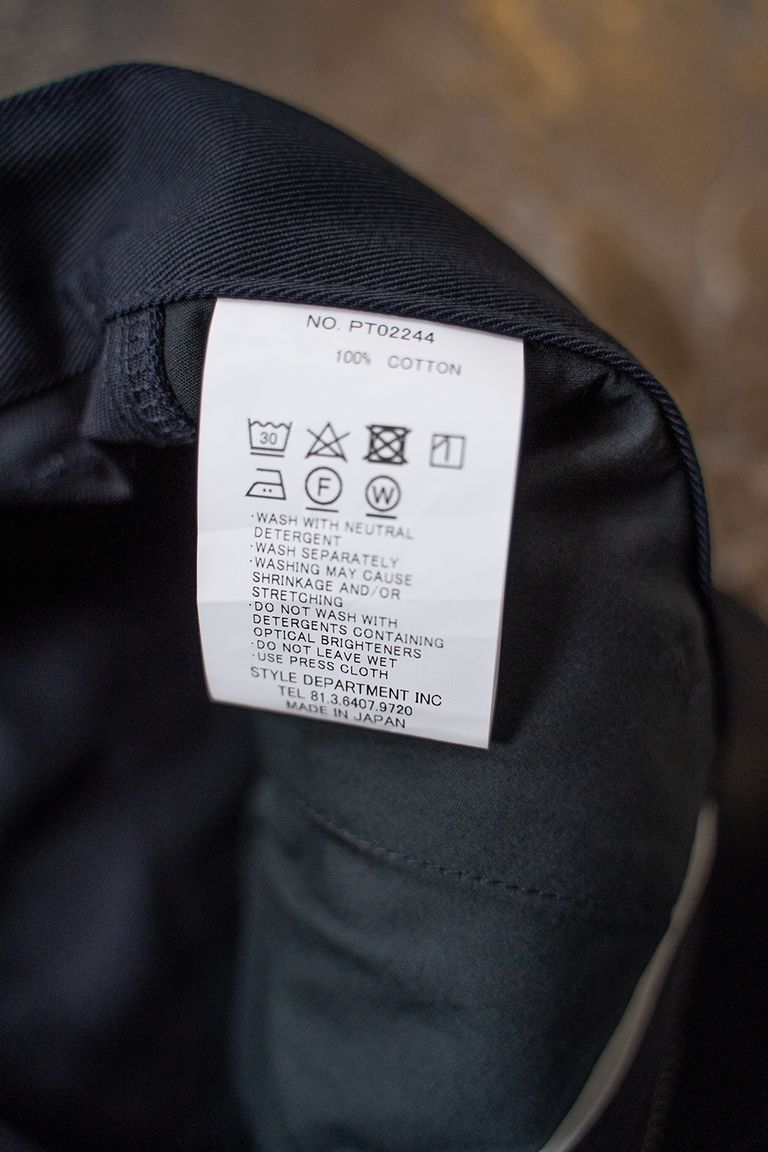 NO. PT02244
100% COTTON
30
F W
·WASH WITH NEUTRAL
DETERGENT
·WASH SEPARATELY
·WASHING MAY CAUSE
SHRINKAGE AND/OR
STRETCHING
·DO NOT WASH WITH
DETERGENTS CONTAINING
OPTICAL BRIGHTENERS
·DO NOT LEAVE WET
·USE PRESS CLOTH
STYLE DEPARTMENT INC
TEL 81.3.6407.9720
MADE IN JAPAN